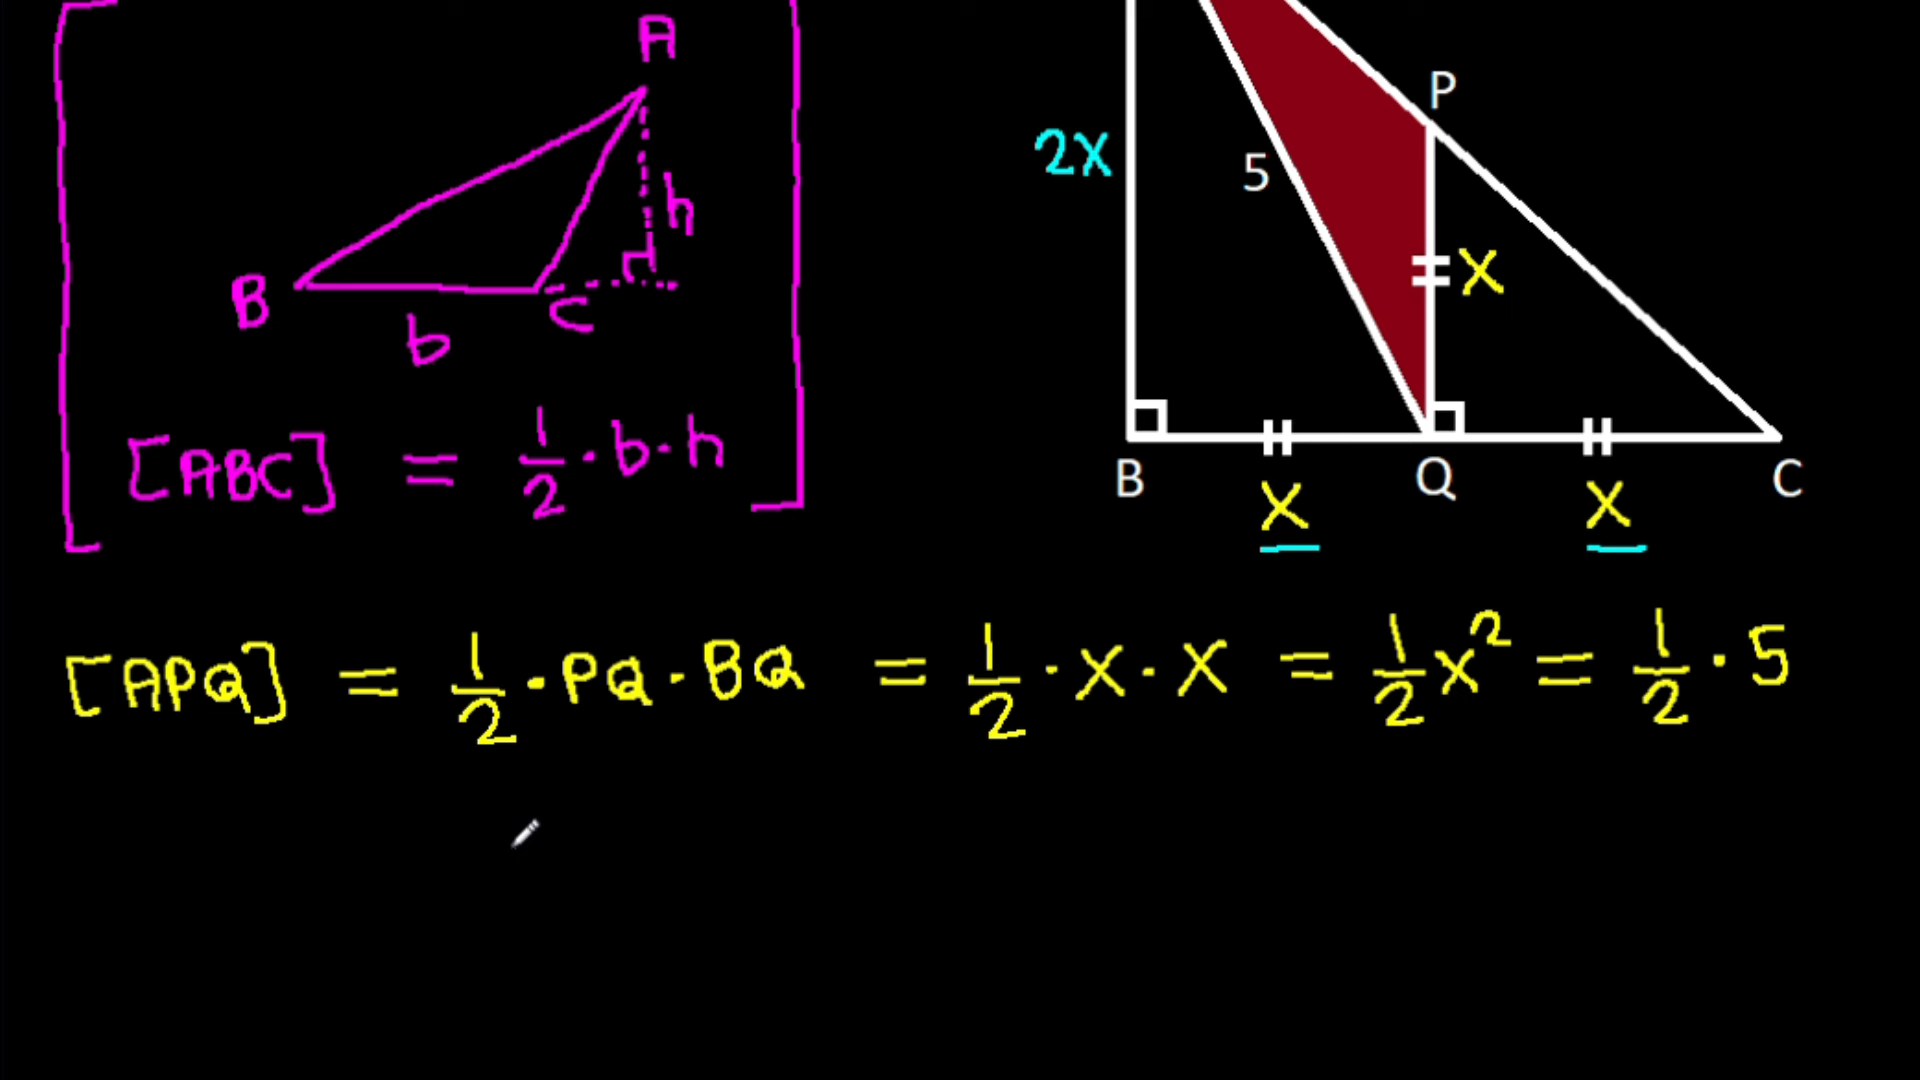 A
h
B
b
C
[ABC] = 1/2 · b · h
P
2x
5
x
B
Q
C
x
x
[APQ] = 1/2 · PQ · BQ = 1/2 · x · x = 1/2 x² = 1/2 · 5